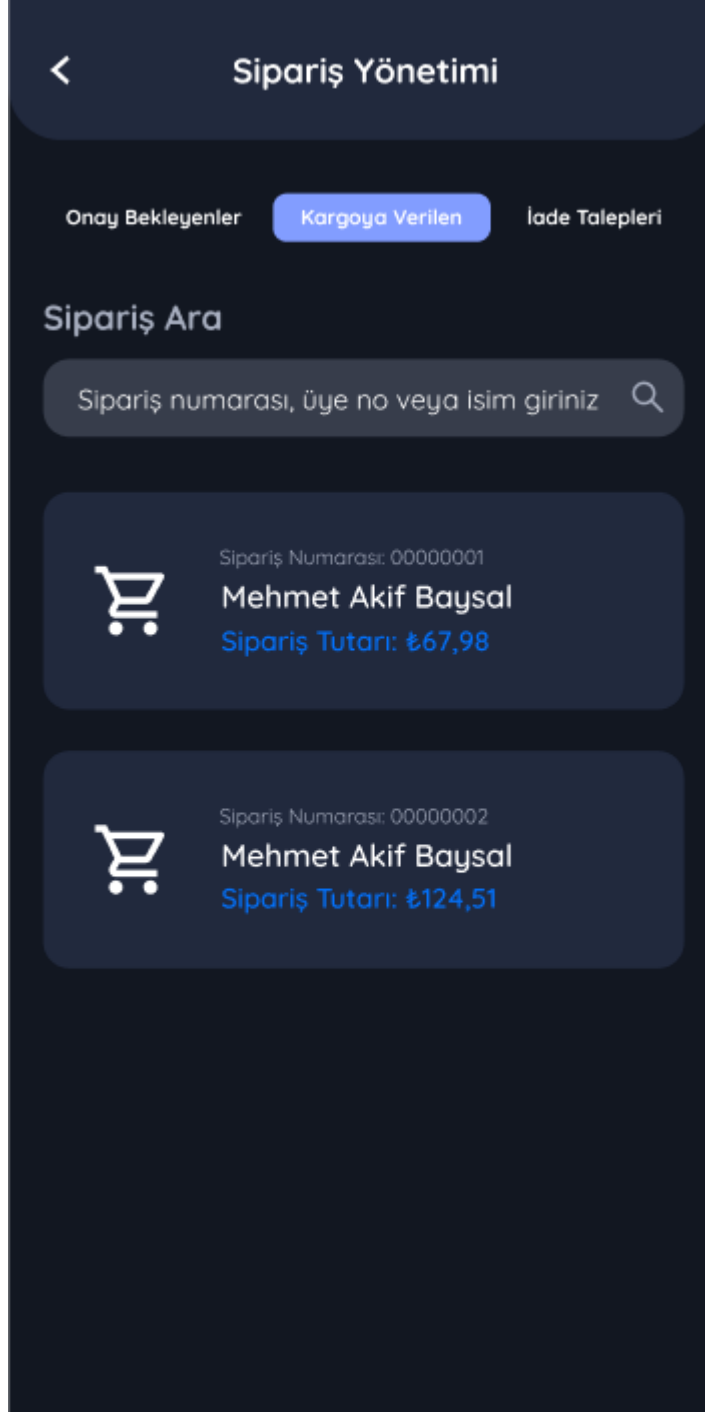 Sipariş Yönetimi
Onay Bekleyenler
Kargoya Verilen
İade Talepleri
Sipariş Ara
Sipariş numarası, üye no veya isim giriniz
Sipariş Numarası: 00000001
Mehmet Akif Baysal
Sipariş Tutarı: ₺67,98
Sipariş Numarası: 00000002
Mehmet Akif Baysal
Sipariş Tutarı: ₺124,51